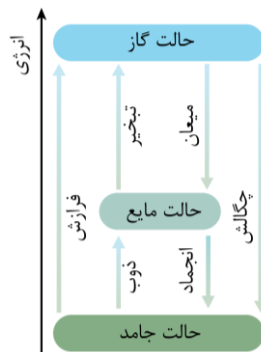 حالت گاز
انرژی
تبخیر
میعان
فرازش
چگالش
حالت مایع
ذوب
انجماد
حالت جامد